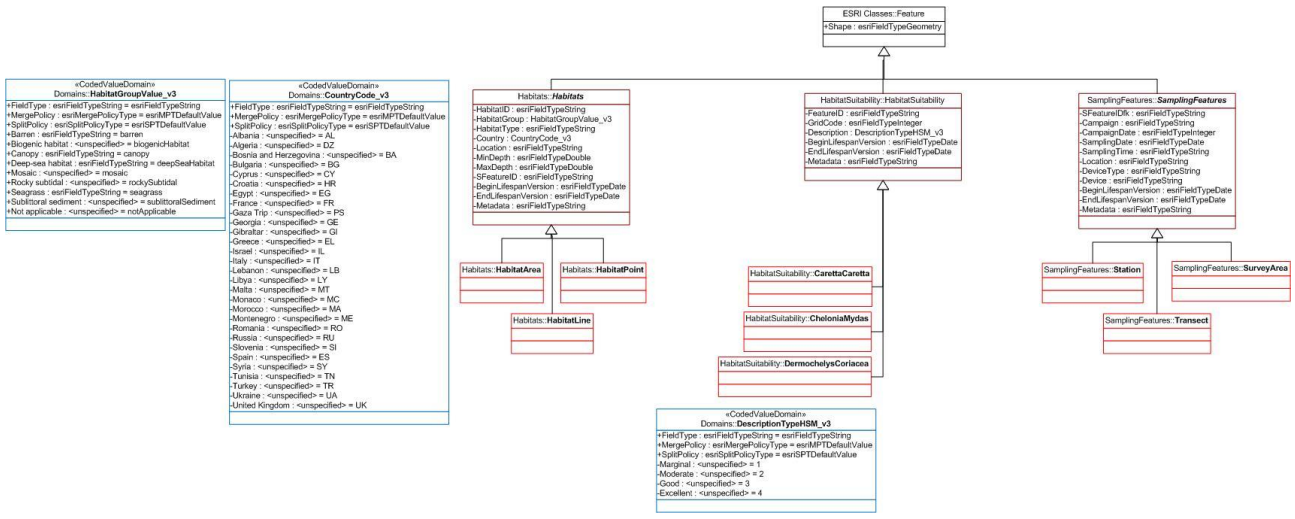 ESRI Classes::Feature
+Shape : esriFieldTypeGeometry
«CodedValueDomain»
Domains::HabitatGroupValue_v3
+FieldType : esriFieldTypeString = esriFieldTypeString
+MergePolicy : esriMergePolicyType = esriMPTDefaultValue
+SplitPolicy : esriSplitPolicyType = esriSPTDefaultValue
+Barren : esriFieldTypeString = barren
+Biogenic habitat : <unspecified> = biogenicHabitat
+Canopy : esriFieldTypeString = canopy
+Deep-sea habitat : esriFieldTypeString = deepSeaHabitat
+Mosaic : <unspecified> = mosaic
+Rocky subtidal : <unspecified> = rockySubtidal
+Seagrass : esriFieldTypeString = seagrass
+Sublittoral sediment : <unspecified> = sublittoralSediment
+Not applicable : <unspecified> = notApplicable
«CodedValueDomain»
Domains::CountryCode_v3
+FieldType : esriFieldTypeString = esriFieldTypeString
+MergePolicy : esriMergePolicyType = esriMPTDefaultValue
+SplitPolicy : esriSplitPolicyType = esriSPTDefaultValue
-Albania : <unspecified> = AL
-Algeria : <unspecified> = DZ
-Bosnia and Herzegovina : <unspecified> = BA
-Bulgaria : <unspecified> = BG
-Cyprus : <unspecified> = CY
-Croatia : <unspecified> = HR
-Egypt : <unspecified> = EG
-France : <unspecified> = FR
-Gaza Trip : <unspecified> = PS
-Georgia : <unspecified> = GE
-Gibraltar : <unspecified> = GI
-Greece : <unspecified> = EL
-Israel : <unspecified> = IL
-Italy : <unspecified> = IT
-Lebanon : <unspecified> = LB
-Libya : <unspecified> = LY
-Malta : <unspecified> = MT
-Monaco : <unspecified> = MC
-Morocco : <unspecified> = MA
-Montenegro : <unspecified> = ME
-Romania : <unspecified> = RO
-Russia : <unspecified> = RU
-Slovenia : <unspecified> = SI
-Spain : <unspecified> = ES
-Syria : <unspecified> = SY
-Tunisia : <unspecified> = TN
-Turkey : <unspecified> = TR
-Ukraine : <unspecified> = UA
-United Kingdom : <unspecified> = UK
Habitats::Habitats
-HabitatID : esriFieldTypeString
-HabitatGroup : HabitatGroupValue_v3
-HabitatType : esriFieldTypeString
-Country : CountryCode_v3
-Location : esriFieldTypeString
-MinDepth : esriFieldTypeDouble
-MaxDepth : esriFieldTypeDouble
-SFeatureID : esriFieldTypeString
-BeginLifespanVersion : esriFieldTypeDate
-EndLifespanVersion : esriFieldTypeDate
-Metadata : esriFieldTypeString
Habitats::HabitatArea
Habitats::HabitatPoint
Habitats::HabitatLine
HabitatSuitability::HabitatSuitability
-FeatureID : esriFieldTypeString
-GridCode : esriFieldTypeInteger
-Description : DescriptionTypeHSM_v3
-BeginLifespanVersion : esriFieldTypeDate
-EndLifespanVersion : esriFieldTypeDate
-Metadata : esriFieldTypeString
HabitatSuitability::CarettaCaretta
HabitatSuitability::CheloniaMydas
HabitatSuitability::DermochelysCoriacea
«CodedValueDomain»
Domains::DescriptionTypeHSM_v3
+FieldType : esriFieldTypeString = esriFieldTypeString
+MergePolicy : esriMergePolicyType = esriMPTDefaultValue
+SplitPolicy : esriSplitPolicyType = esriSPTDefaultValue
-Marginal : <unspecified> = 1
-Moderate : <unspecified> = 2
-Good : <unspecified> = 3
-Excellent : <unspecified> = 4
SamplingFeatures::SamplingFeatures
-SFeatureIDfk : esriFieldTypeString
-Campaign : esriFieldTypeString
-CampaignDate : esriFieldTypeInteger
-SamplingDate : esriFieldTypeDate
-SamplingTime : esriFieldTypeString
-Location : esriFieldTypeString
-DeviceType : esriFieldTypeString
-Device : esriFieldTypeString
-BeginLifespanVersion : esriFieldTypeDate
-EndLifespanVersion : esriFieldTypeDate
-Metadata : esriFieldTypeString
SamplingFeatures::Station
SamplingFeatures::SurveyArea
SamplingFeatures::Transect